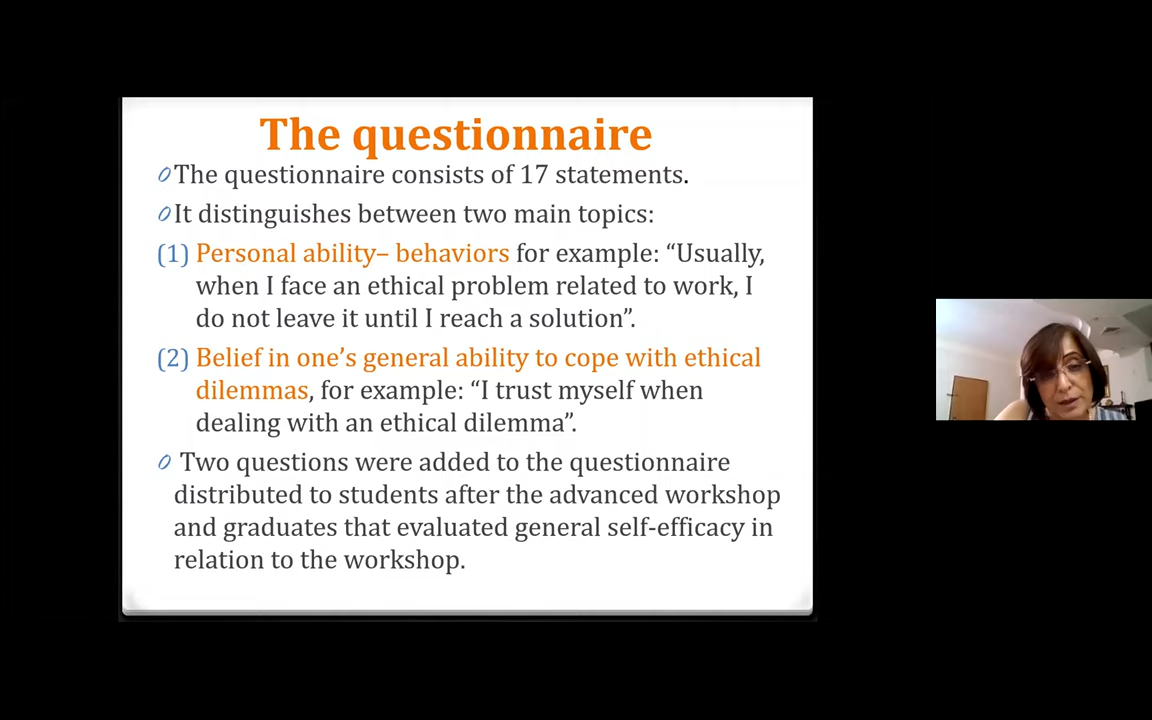 The questionnaire
The questionnaire consists of 17 statements.
It distinguishes between two main topics:
(1) Personal ability– behaviors for example: “Usually,
when I face an ethical problem related to work, I
do not leave it until I reach a solution”.
(2) Belief in one’s general ability to cope with ethical
dilemmas, for example: “I trust myself when
dealing with an ethical dilemma”.
Two questions were added to the questionnaire
distributed to students after the advanced workshop
and graduates that evaluated general self-efficacy in
relation to the workshop.